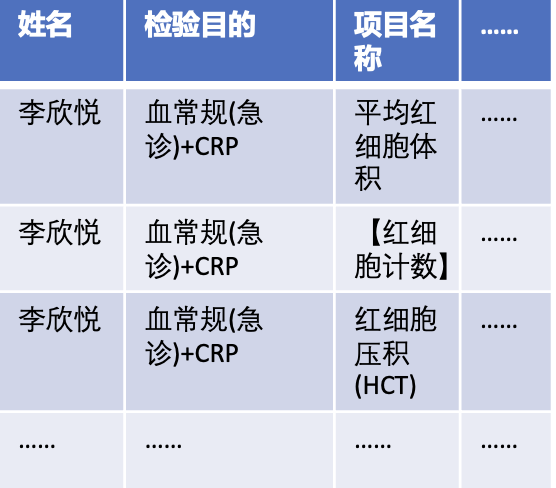 姓名 检验目的 项目名 ……
称
李欣悦 血常规(急 平均红 ……
诊)+CRP 细胞体
积
李欣悦 血常规(急 【红细 ……
诊)+CRP 胞计数】
李欣悦 血常规(急 红细胞 ……
诊)+CRP 压积
(HCT)
…… …… …… ……